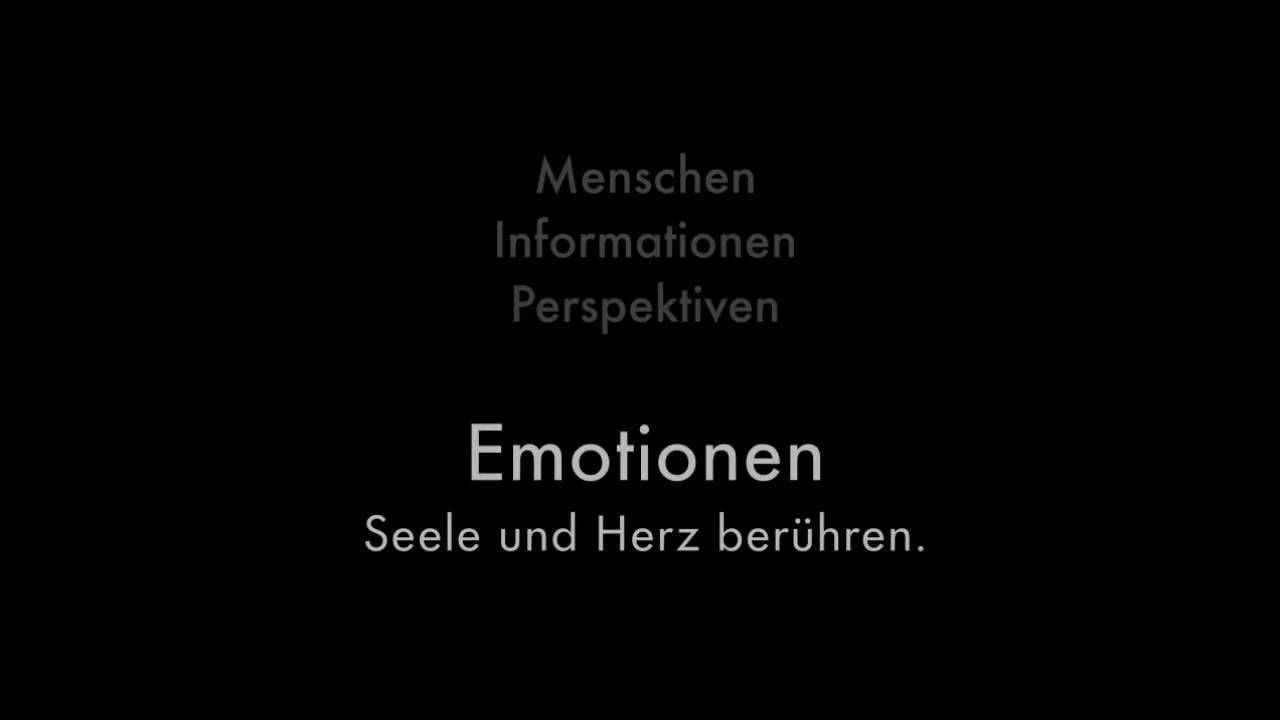 Menschen
Informationen
Perspektiven
Emotionen
Seele und Herz berühren.